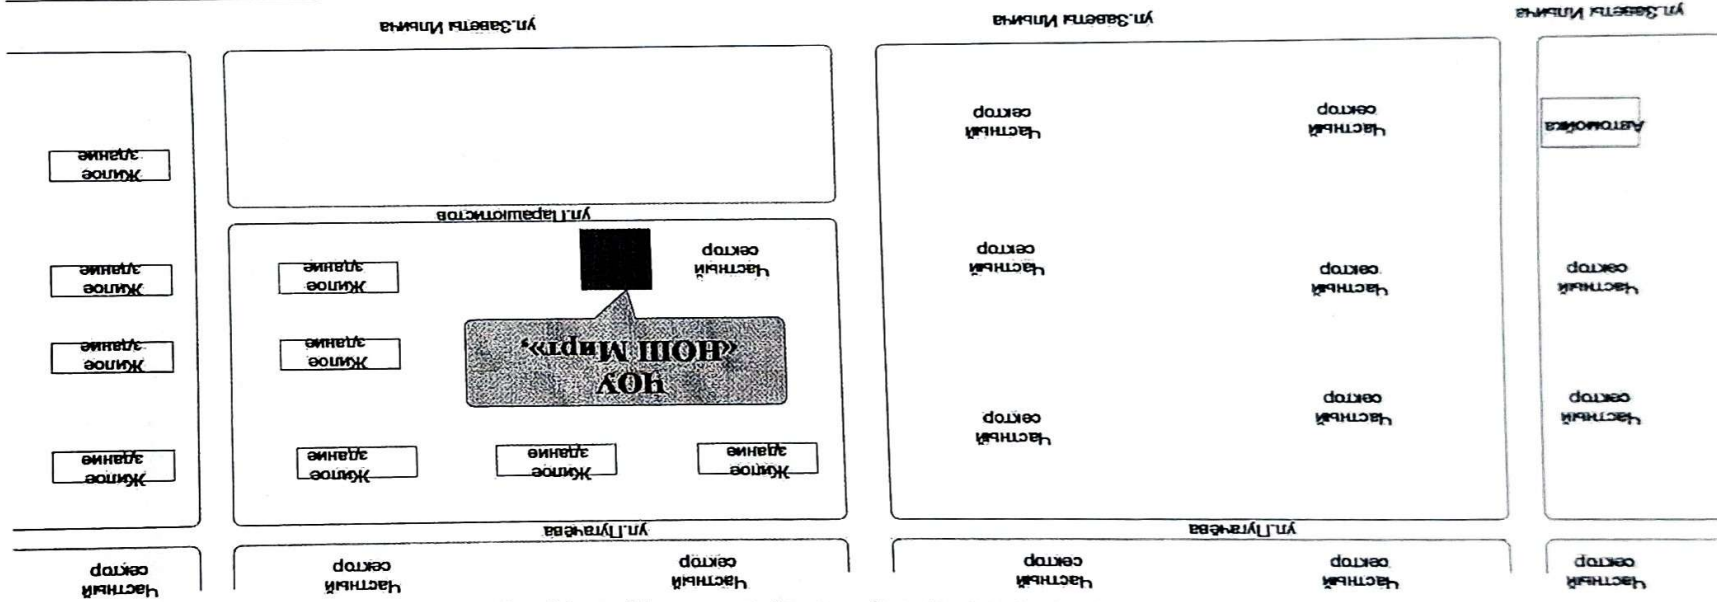 Частный
сектор
Частный
сектор
Частный
сектор
Частный
сектор
Частный
сектор
Частный
сектор
ул.Пугачёва
ул.Пугачёва
Частный
сектор
Частный
сектор
Частный
сектор
Жилое
здание
Жилое
здание
Жилое
здание
Жилое
здание
ЧОУ
«НОШ Мирт»,
Жилое
здание
Жилое
здание
Частный
сектор
Частный
сектор
Частный
сектор
Частный
сектор
Жилое
здание
Жилое
здание
ул.Парашютистов
Автомойка
Частный
сектор
Частный
сектор
Жилое
здание
ул.Заветы Ильича
ул.Заветы Ильича
ул.Заветы Ильича